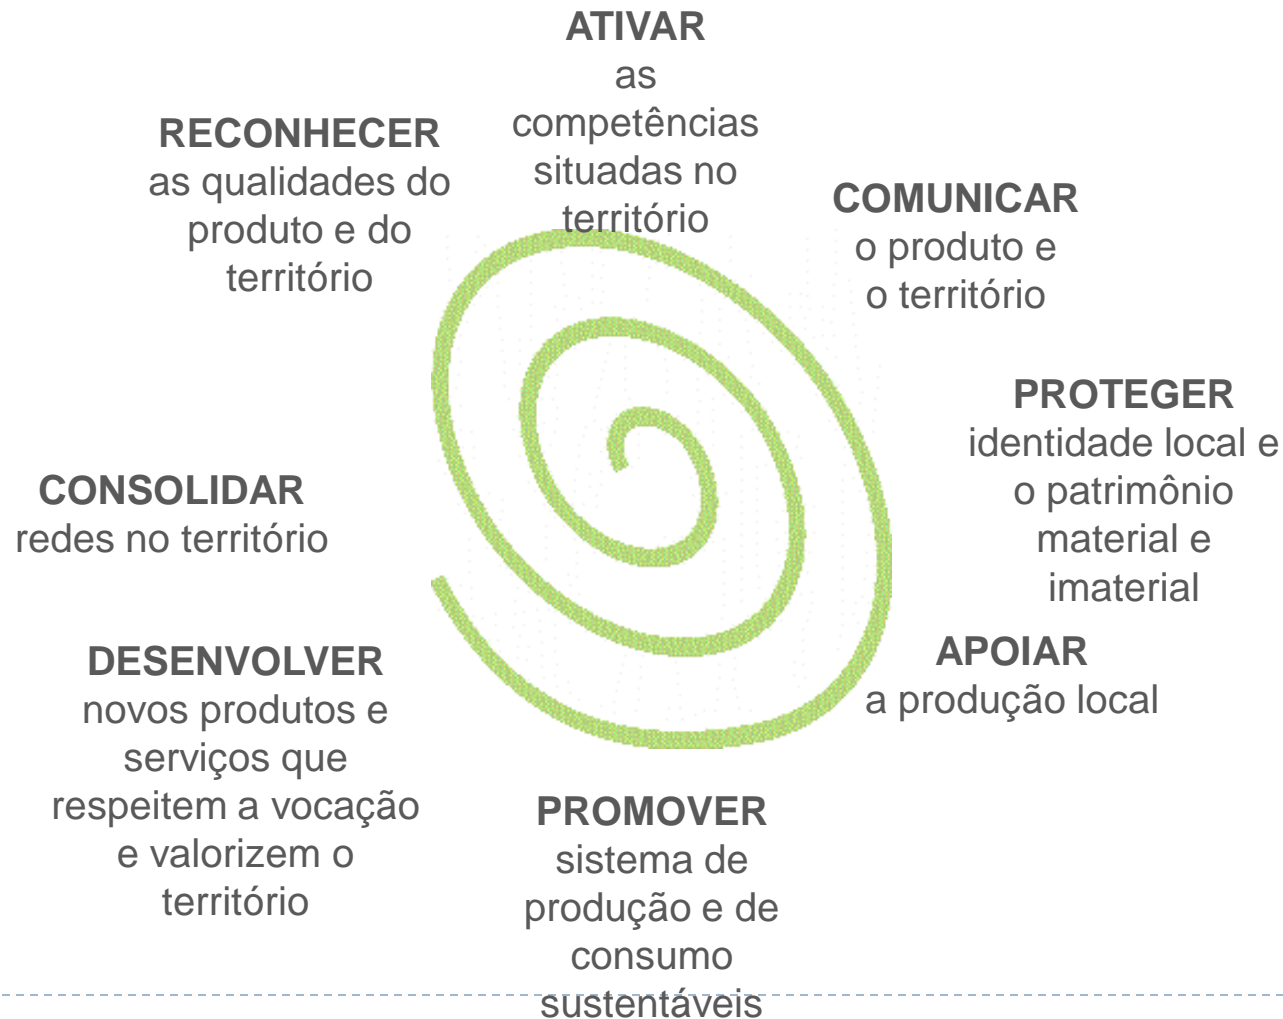 ATIVAR
as
competências
situadas no
território
RECONHECER
as qualidades do
produto e do
território
COMUNICAR
o produto e
o território
PROTEGER
identidade local e
o patrimônio
material e
imaterial
CONSOLIDAR
redes no território
APOIAR
a produção local
DESENVOLVER
novos produtos e
serviços que
respeitem a vocação
e valorizem o
território
PROMOVER
sistema de
produção e de
consumo
sustentáveis